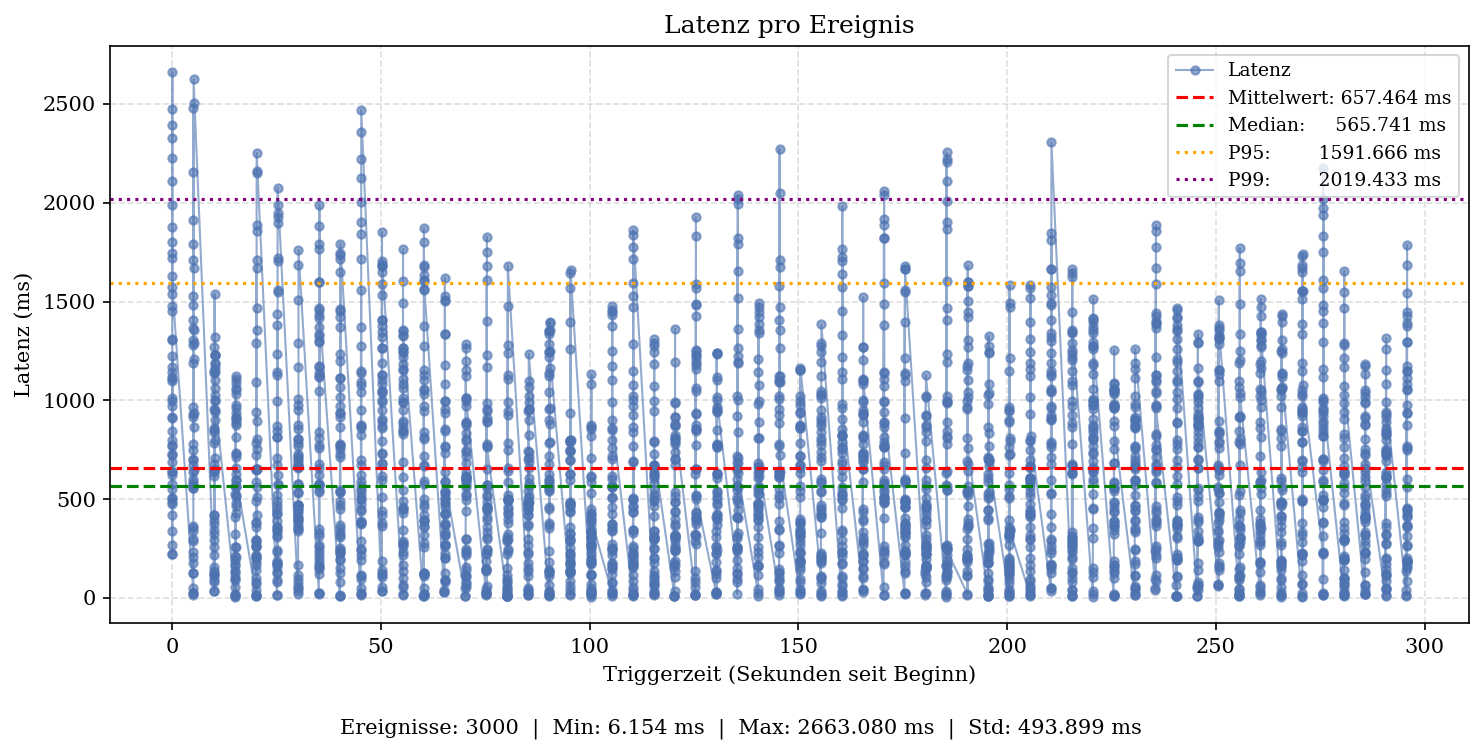 Latenz pro Ereignis
Latenz
Mittelwert: 657.464 ms
Median: 565.741 ms
P95: 1591.666 ms
P99: 2019.433 ms
Latenz (ms)
2500
2000
1500
1000
500
0
0 50 100 150 200 250 300
Triggerzeit (Sekunden seit Beginn)
Ereignisse: 3000 | Min: 6.154 ms | Max: 2663.080 ms | Std: 493.899 ms